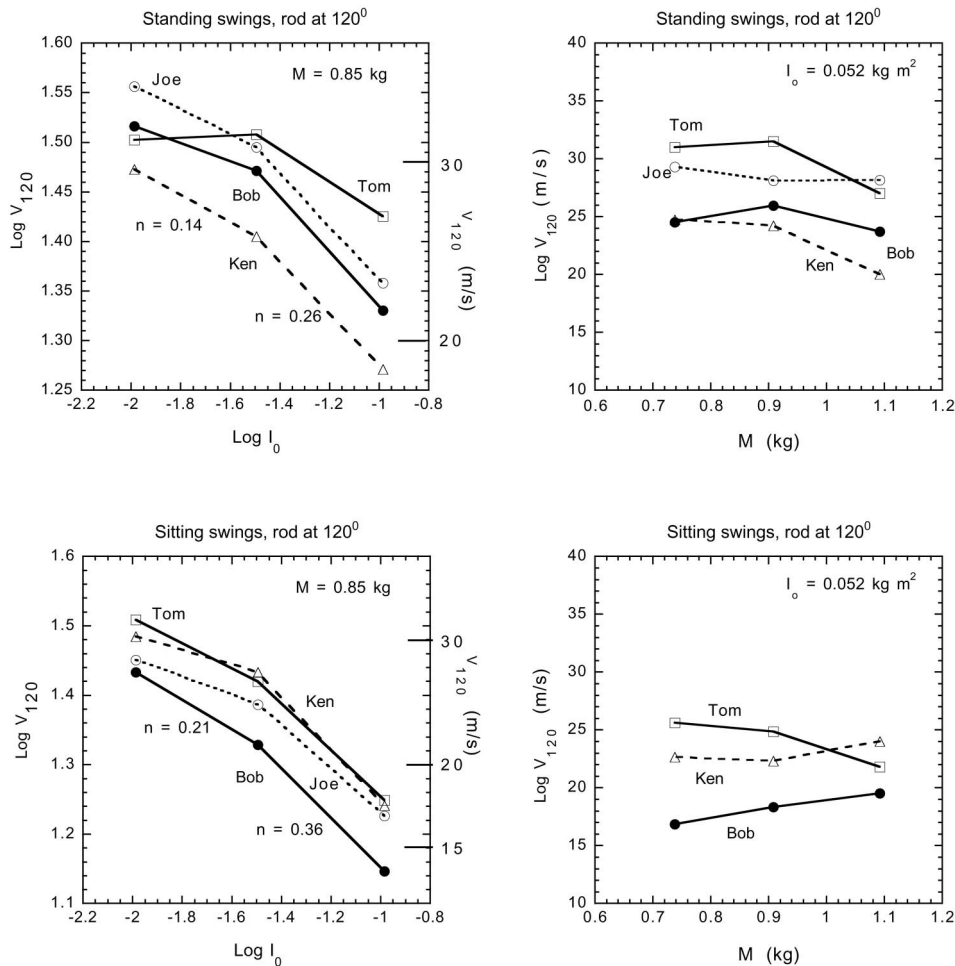 Standing swings, rod at 120⁰
1.60
1.55
1.50
1.45
1.40
1.35
1.30
1.25
Log V₁₂₀
M = 0.85 kg
Joe
Tom
Bob
Ken
n = 0.14
n = 0.26
30
20
V₁₂₀ (m/s)
-2.2 -2 -1.8 -1.6 -1.4 -1.2 -1 -0.8
Log I₀
Standing swings, rod at 120⁰
40
35
30
25
20
15
10
Log V₁₂₀ (m/s)
I₀ = 0.052 kg m²
Tom
Joe
Ken
Bob
0.6 0.7 0.8 0.9 1 1.1 1.2
M (kg)
Sitting swings, rod at 120⁰
1.6
1.5
1.4
1.3
1.2
1.1
Log V₁₂₀
M = 0.85 kg
Tom
Ken
n = 0.21
Bob
Joe
n = 0.36
30
20
15
V₁₂₀ (m/s)
-2.2 -2 -1.8 -1.6 -1.4 -1.2 -1 -0.8
Log I₀
Sitting swings, rod at 120⁰
40
35
30
25
20
15
10
Log V₁₂₀ (m/s)
I₀ = 0.052 kg m²
Tom
Ken
Bob
0.6 0.7 0.8 0.9 1 1.1 1.2
M (kg)